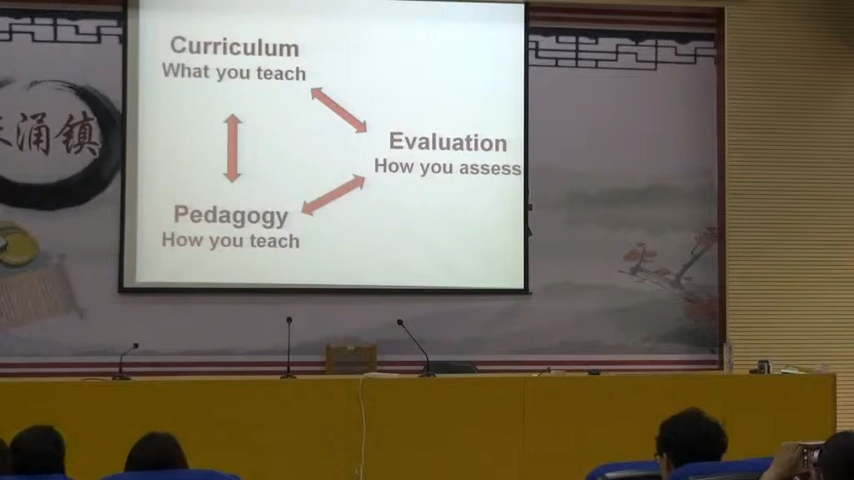 Curriculum
What you teach
Evaluation
How you assess
Pedagogy
How you teach
涌镇